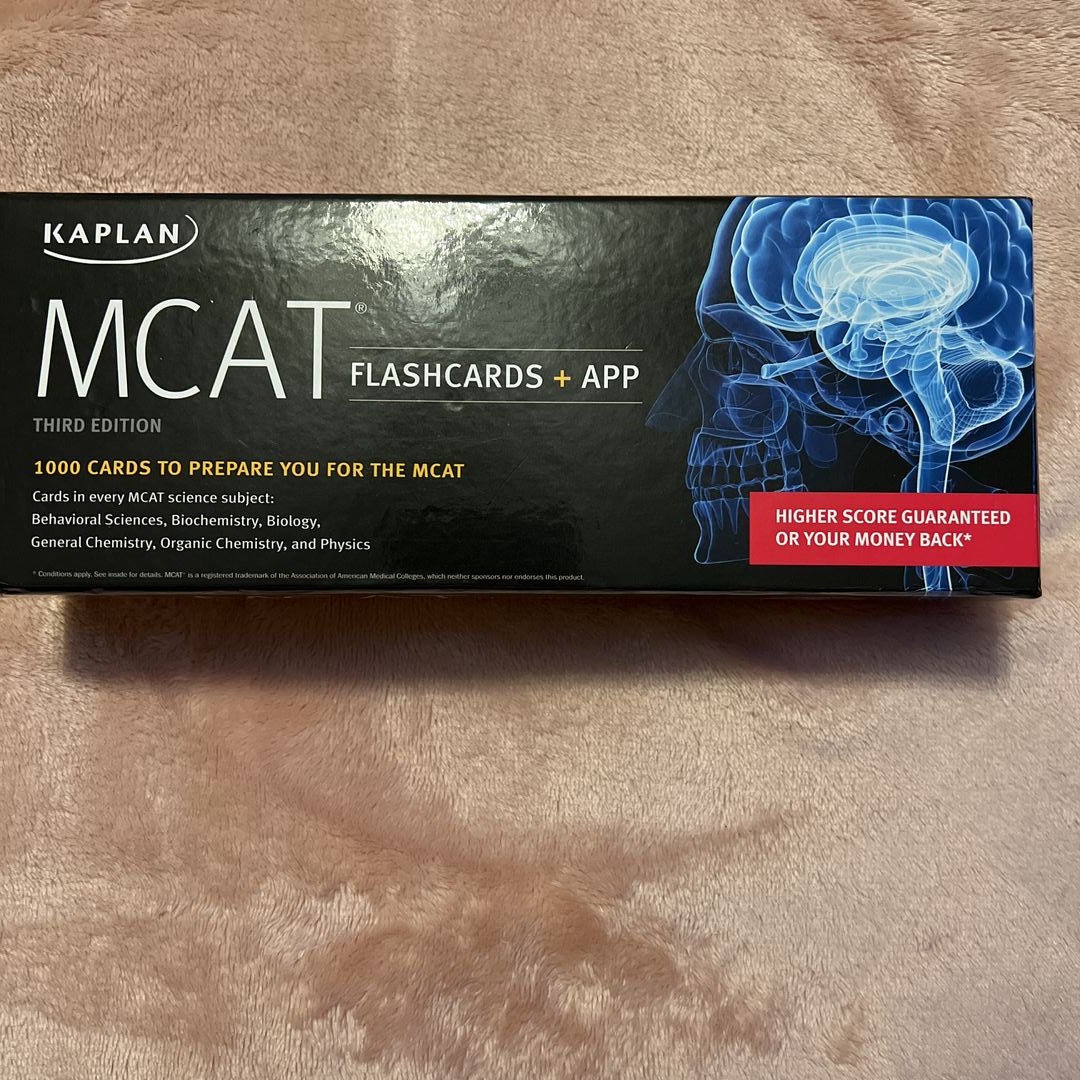 KAPLAN
MCAT®
FLASHCARDS + APP
THIRD EDITION
1000 CARDS TO PREPARE YOU FOR THE MCAT
Cards in every MCAT science subject:
Behavioral Sciences, Biochemistry, Biology,
General Chemistry, Organic Chemistry, and Physics
HIGHER SCORE GUARANTEED
OR YOUR MONEY BACK*
* Conditions apply. See inside for details. MCAT® is a registered trademark of the Association of American Medical Colleges, which neither sponsors nor endorses this product.